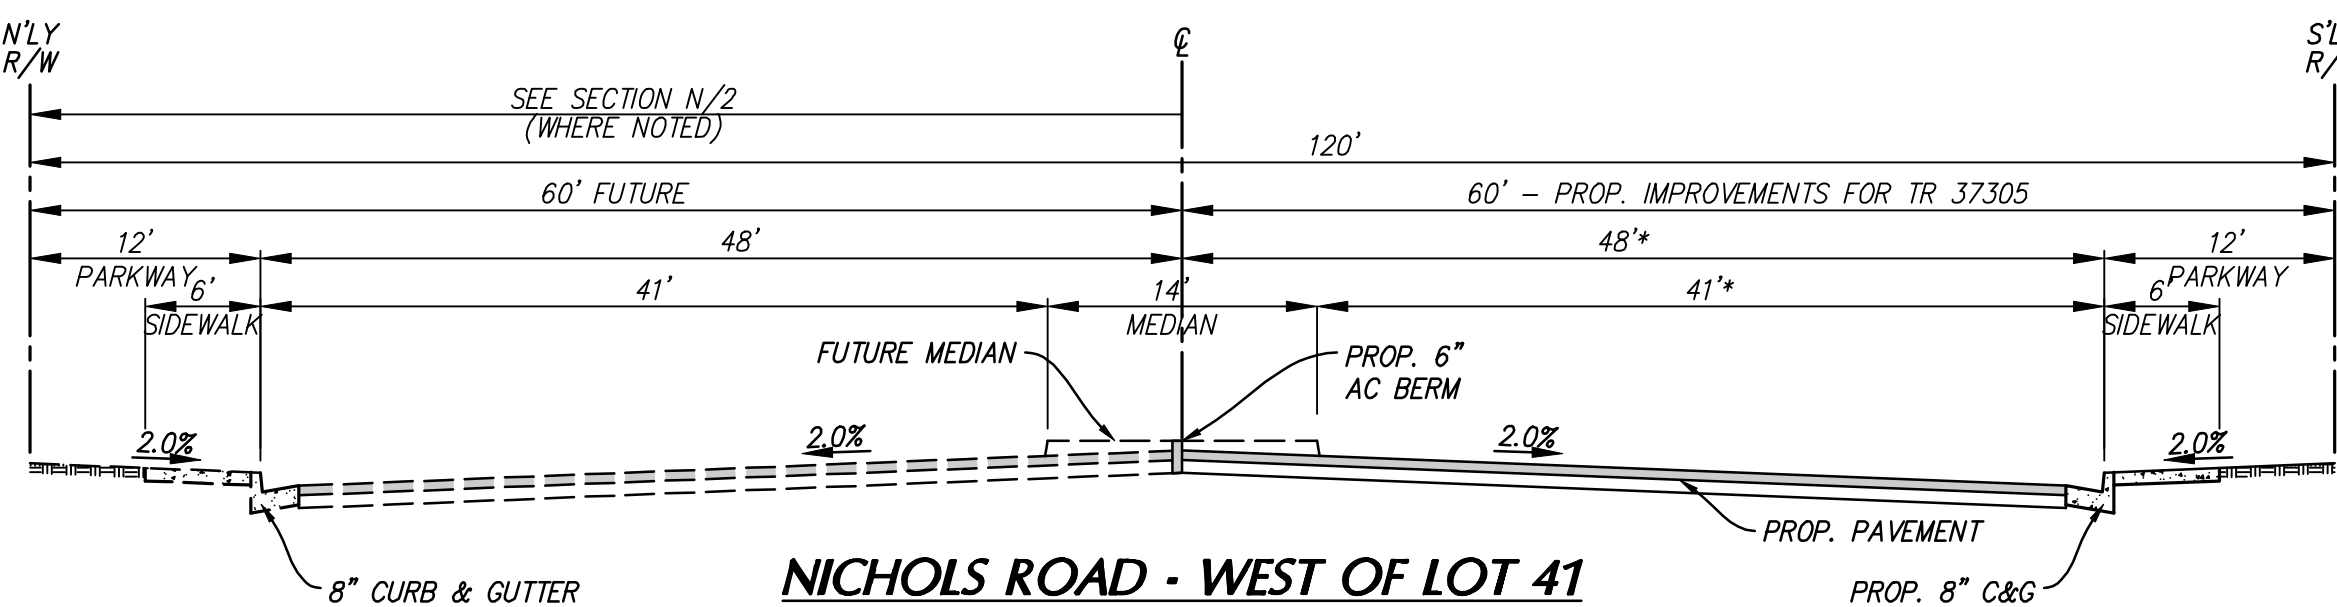 N'LY
R/W
℄
S'L
R/
SEE SECTION N/2
(WHERE NOTED)
120'
60' FUTURE
60' - PROP. IMPROVEMENTS FOR TR 37305
12'
PARKWAY
48'
48'*
12'
PARKWAY
6'
SIDEWALK
41'
14'
MEDIAN
41'*
6'
SIDEWALK
FUTURE MEDIAN
PROP. 6"
AC BERM
2.0%
2.0%
2.0%
2.0%
PROP. PAVEMENT
8" CURB & GUTTER
NICHOLS ROAD - WEST OF LOT 41
PROP. 8" C&G